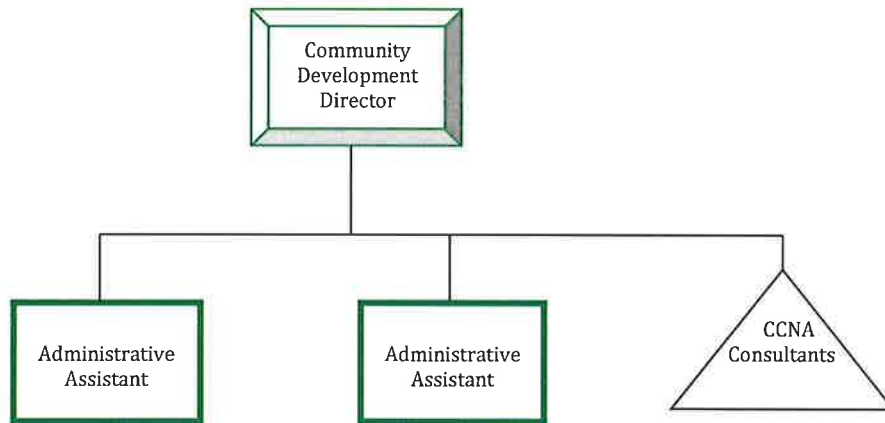 Community
Development
Director
Administrative
Assistant
Administrative
Assistant
CCNA
Consultants